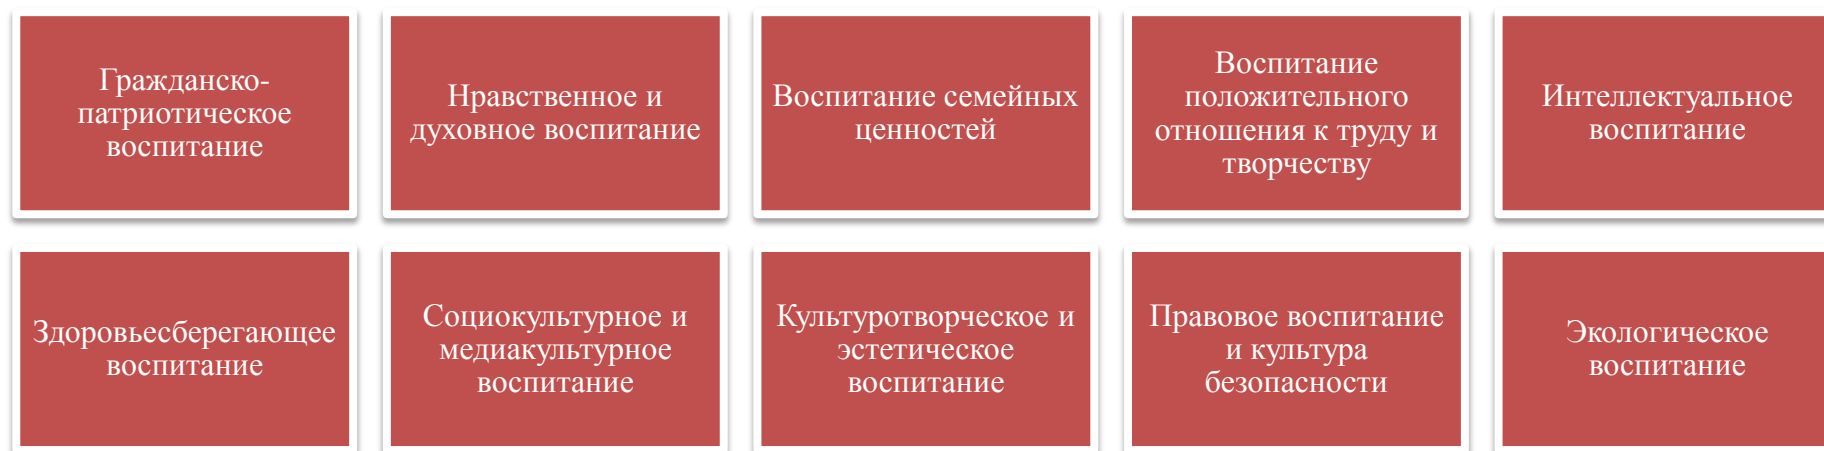 Гражданско-
патриотическое
воспитание
Нравственное и
духовное воспитание
Воспитание семейных
ценностей
Воспитание
положительного
отношения к труду и
творчеству
Интеллектуальное
воспитание
Здоровьесберегающее
воспитание
Социокультурное и
медиакультурное
воспитание
Культуротворческое и
эстетическое
воспитание
Правовое воспитание
и культура
безопасности
Экологическое
воспитание